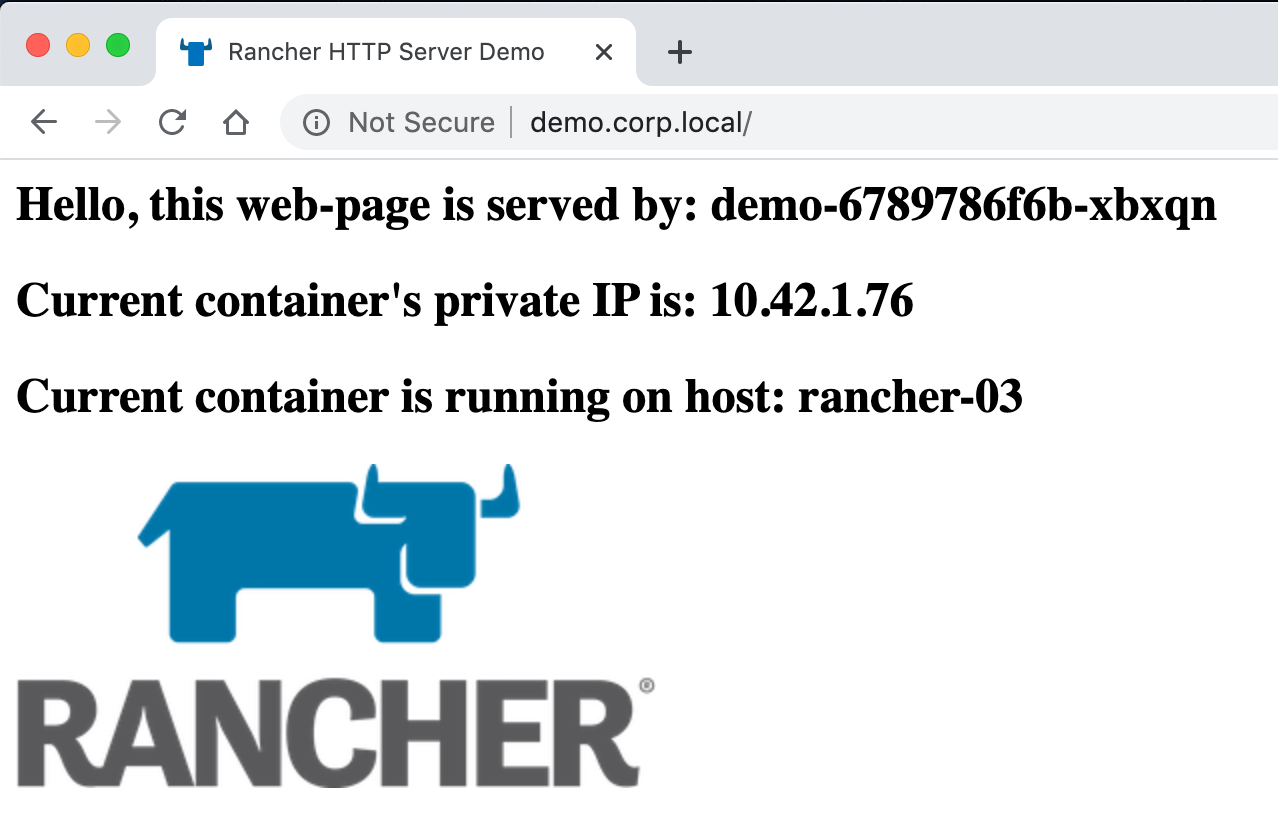 Rancher HTTP Server Demo
Not Secure | demo.corp.local/
Hello, this web-page is served by: demo-6789786f6b-xbxqn
Current container's private IP is: 10.42.1.76
Current container is running on host: rancher-03
RANCHER®